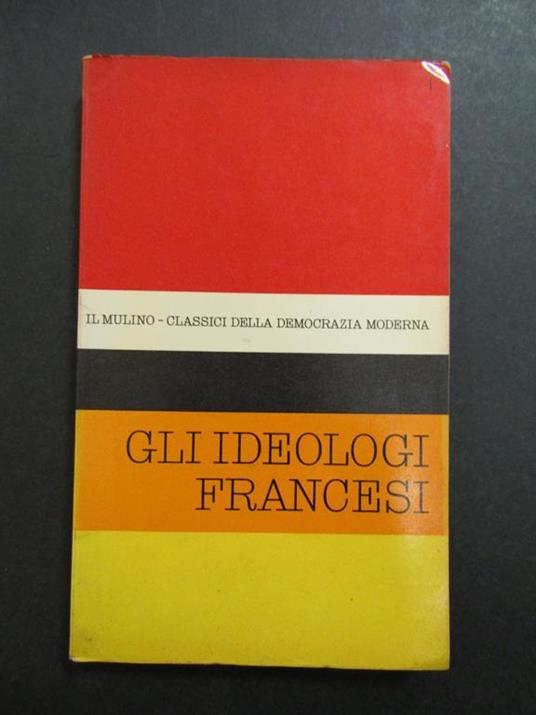 IL MULINO - CLASSICI DELLA DEMOCRAZIA MODERNA
GLI IDEOLOGI
FRANCESI